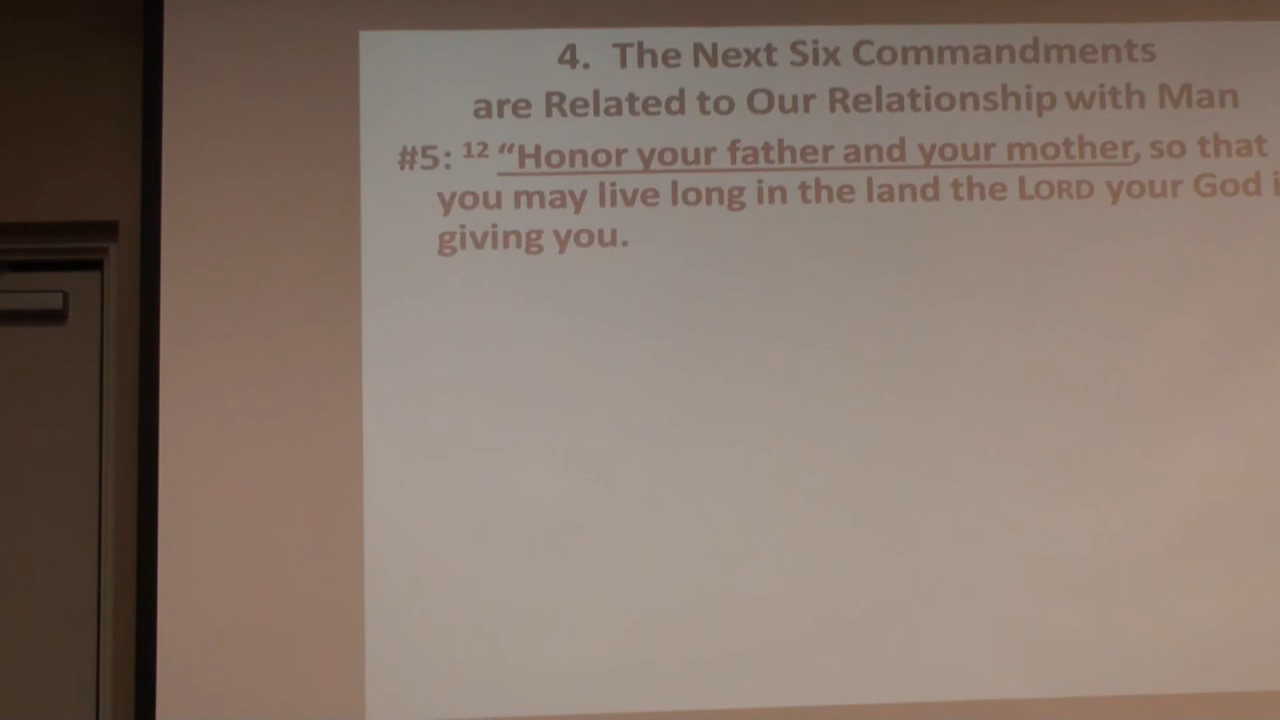 4. The Next Six Commandments
are Related to Our Relationship with Man
#5: 12 “Honor your father and your mother, so that
you may live long in the land the LORD your God
giving you.